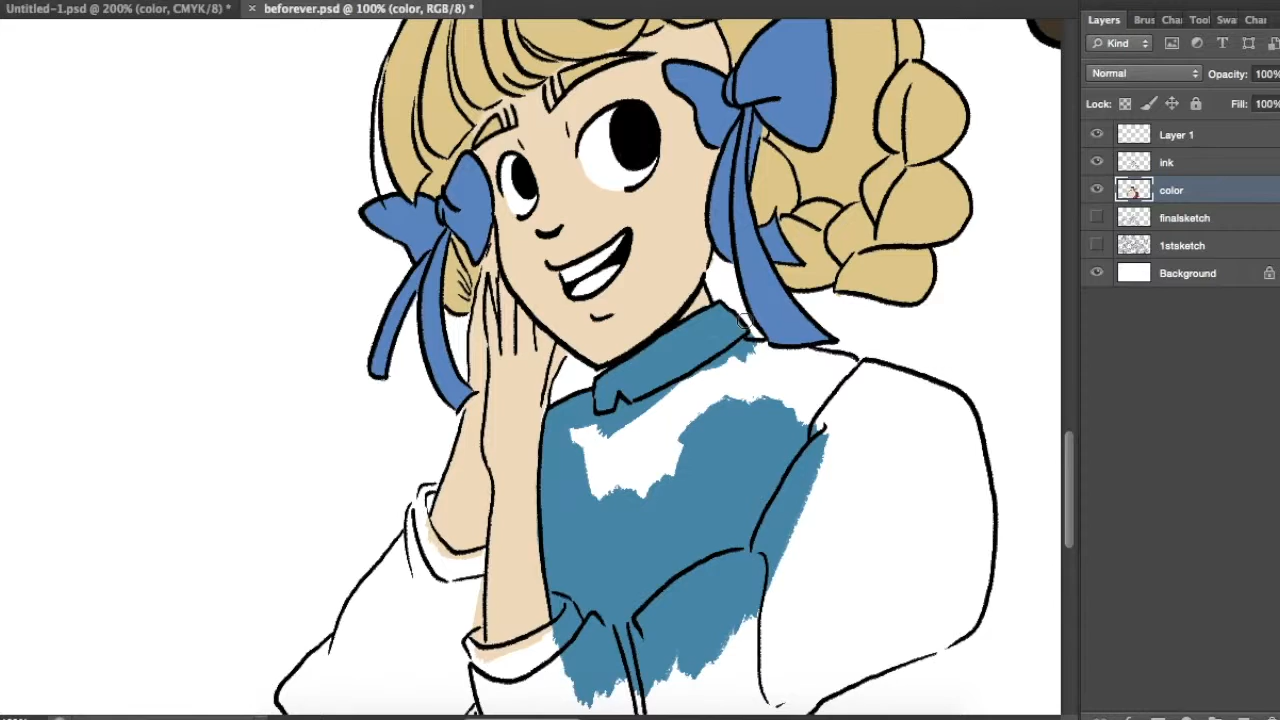 Untitled-1.psd @ 200% (color, CMYK/8) *
× beforever.psd @ 100% (color, RGB/8) *
Layers Brus Cha Tool Swa Char
Kind
Normal Opacity: 100%
Lock: Fill: 100%
Layer 1
ink
color
finalsketch
1stsketch
Background